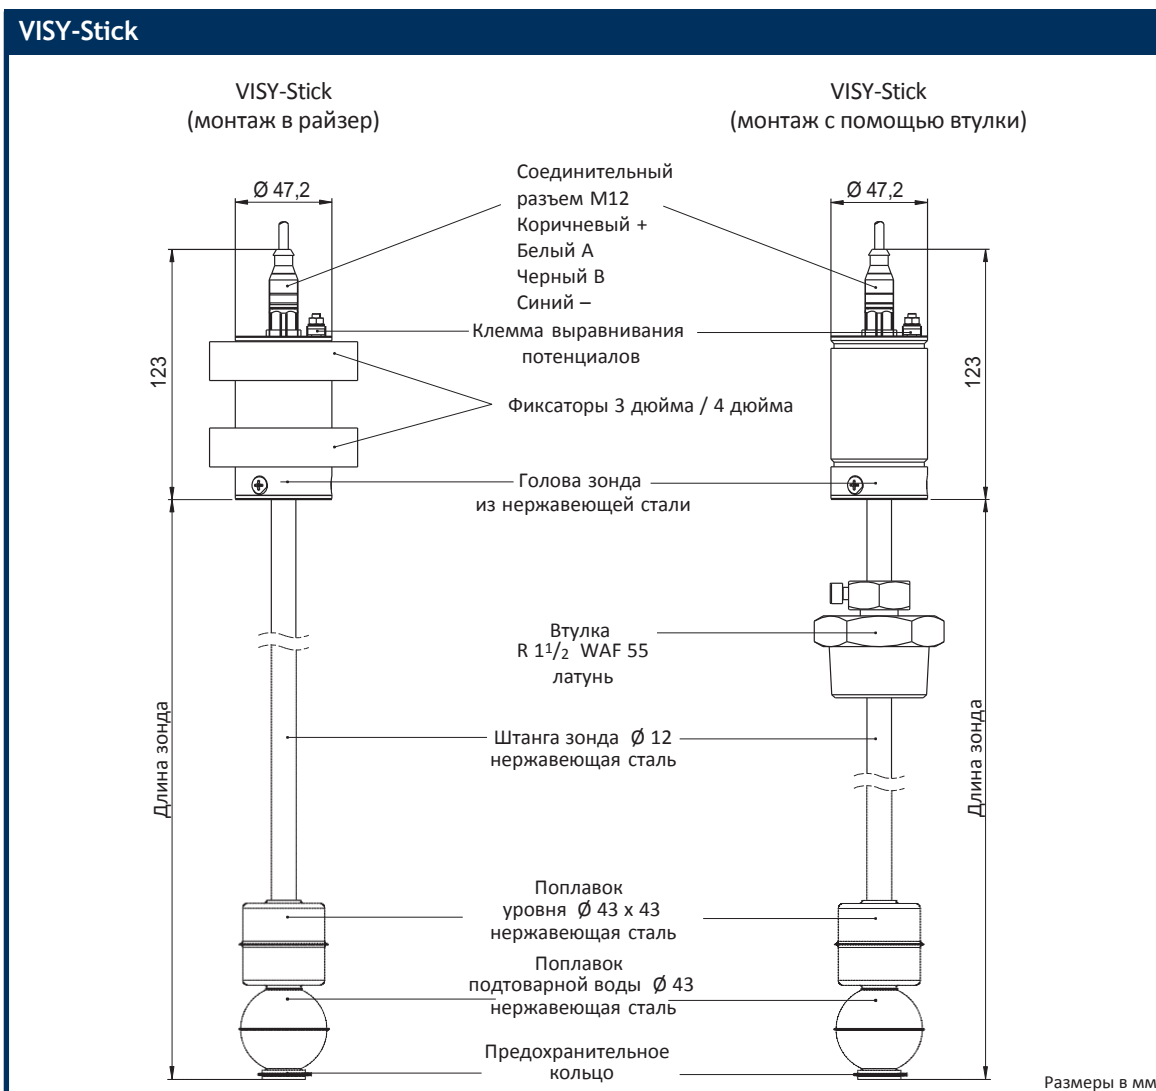 VISY-Stick
VISY-Stick
(монтаж в райзер)
VISY-Stick
(монтаж с помощью втулки)
Ø 47,2
Соединительный
разъем M12
Коричневый +
Белый A
Черный B
Синий –
Ø 47,2
Клемма выравнивания
потенциалов
123
123
Фиксаторы 3 дюйма / 4 дюйма
Голова зонда
из нержавеющей стали
Втулка
R 1 1/2 WAF 55
латунь
Длина зонда
Длина зонда
Штанга зонда Ø 12
нержавеющая сталь
Поплавок
уровня Ø 43 x 43
нержавеющая сталь
Поплавок
подтоварной воды Ø 43
нержавеющая сталь
Предохранительное
кольцо
Размеры в мм